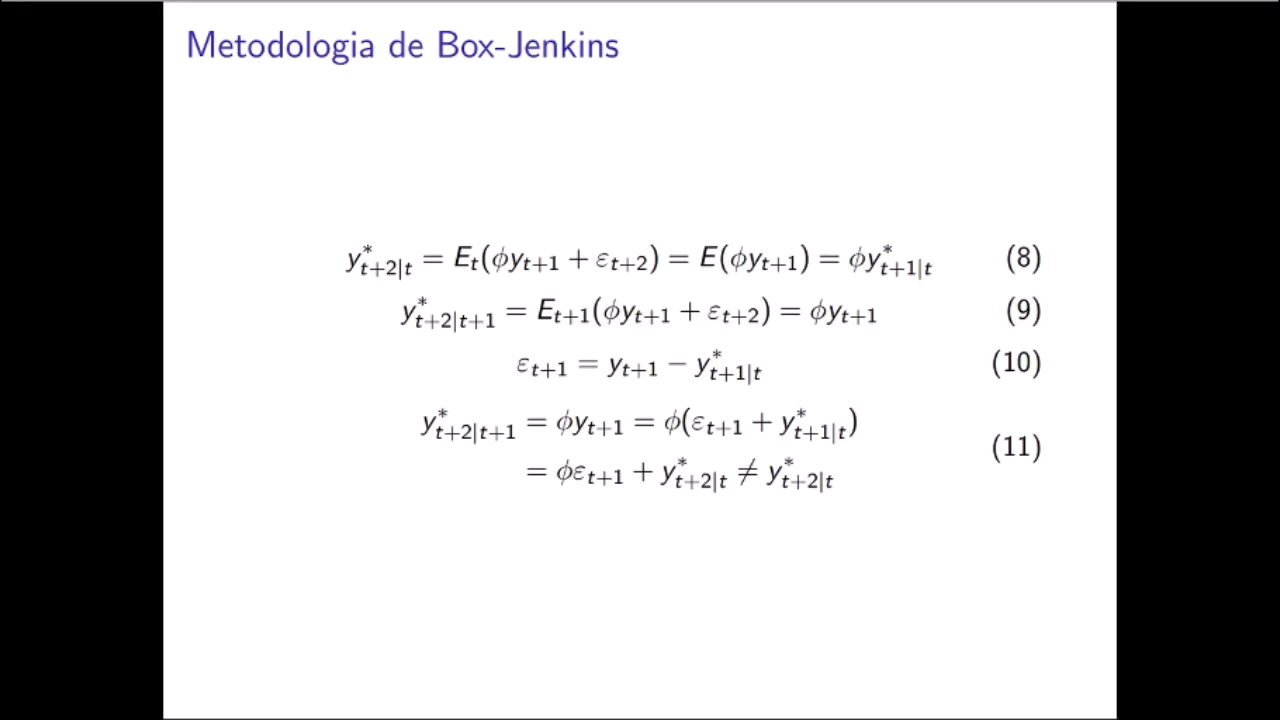 Metodologia de Box-Jenkins
y*_{t+2|t} = E_t(ϕy_{t+1} + ε_{t+2}) = E(ϕy_{t+1}) = ϕy*_{t+1|t} (8)
y*_{t+2|t+1} = E_{t+1}(ϕy_{t+1} + ε_{t+2}) = ϕy_{t+1} (9)
ε_{t+1} = y_{t+1} − y*_{t+1|t} (10)
y*_{t+2|t+1} = ϕy_{t+1} = ϕ(ε_{t+1} + y*_{t+1|t})
= ϕε_{t+1} + y*_{t+2|t} ≠ y*_{t+2|t} (11)